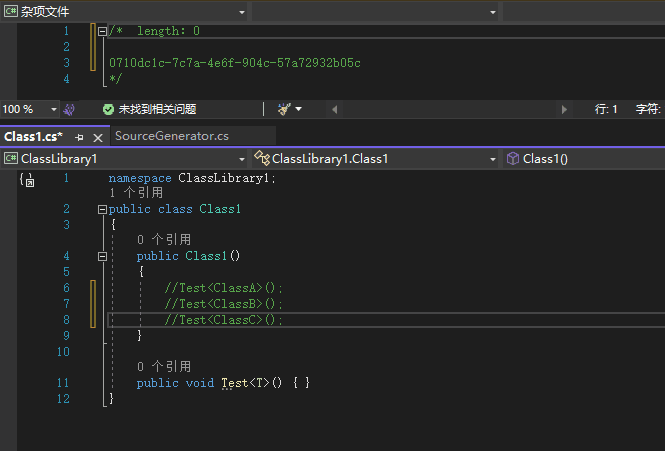 C# 杂项文件
1 /*  length: 0
2
3 0710dc1c-7c7a-4e6f-904c-57a72932b05c
4 */
100 % 未找到相关问题 行: 1 字符:
Class1.cs* SourceGenerator.cs
C# ClassLibrary1 ClassLibrary1.Class1 Class1()
1 namespace ClassLibrary1;
1 个引用
2 public class Class1
3 {
0 个引用
4 public Class1()
5 {
6 //Test<ClassA>();
7 //Test<ClassB>();
8 //Test<ClassC>();
9 }
10
0 个引用
11 public void Test<T>() { }
12 }